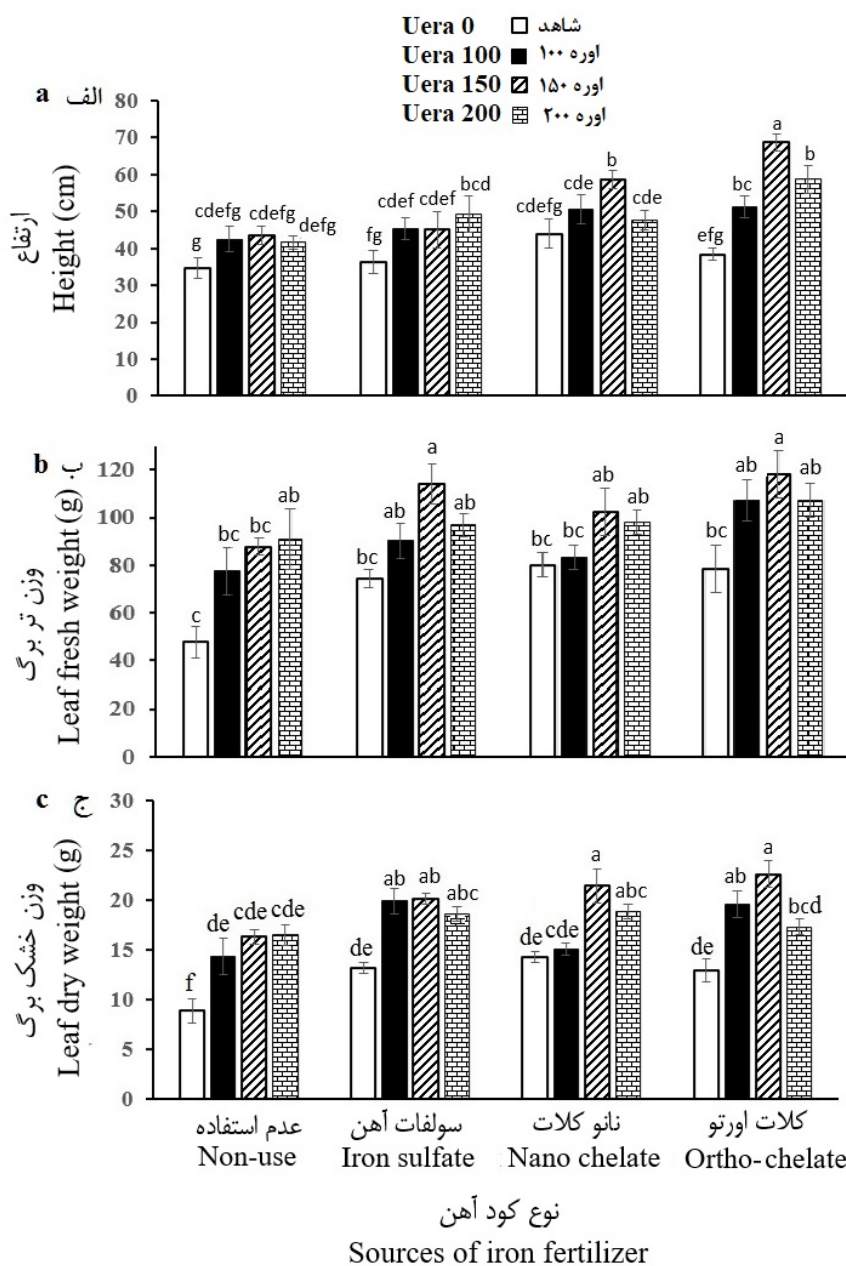 Uera 0 شاهد
Uera 100 اوره ۱۰۰
Uera 150 اوره ۱۵۰
Uera 200 اوره ۲۰۰
a الف
ارتفاع
Height (cm)
80
70
60
50
40
30
20
10
0
g cdefg cdefg defg
fg cdef cdef bcd
cdefg cde b cde
efg bc a b
b ب.
وزن تر برگ
Leaf fresh weight (g)
120
100
80
60
40
20
0
c bc bc ab
bc ab a ab
bc bc ab ab
bc ab a ab
c ج
وزن خشک برگ
Leaf dry weight (g)
30
25
20
15
10
5
0
f de cde cde
de ab ab abc
de cde a abc
de ab a bcd
عدم استفاده سولفات آهن نانو کلات کلات اورتو
Non-use Iron sulfate Nano chelate Ortho-chelate
نوع کود آهن
Sources of iron fertilizer